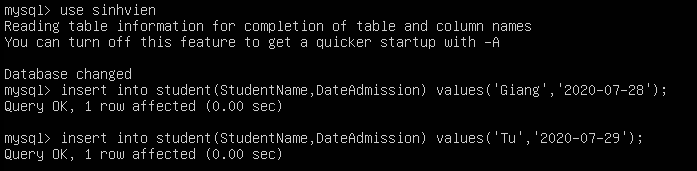 mysql> use sinhvien
Reading table information for completion of table and column names
You can turn off this feature to get a quicker startup with -A
Database changed
mysql> insert into student(StudentName,DateAdmission) values('Giang','2020-07-28');
Query OK, 1 row affected (0.00 sec)
mysql> insert into student(StudentName,DateAdmission) values('Tu','2020-07-29');
Query OK, 1 row affected (0.00 sec)